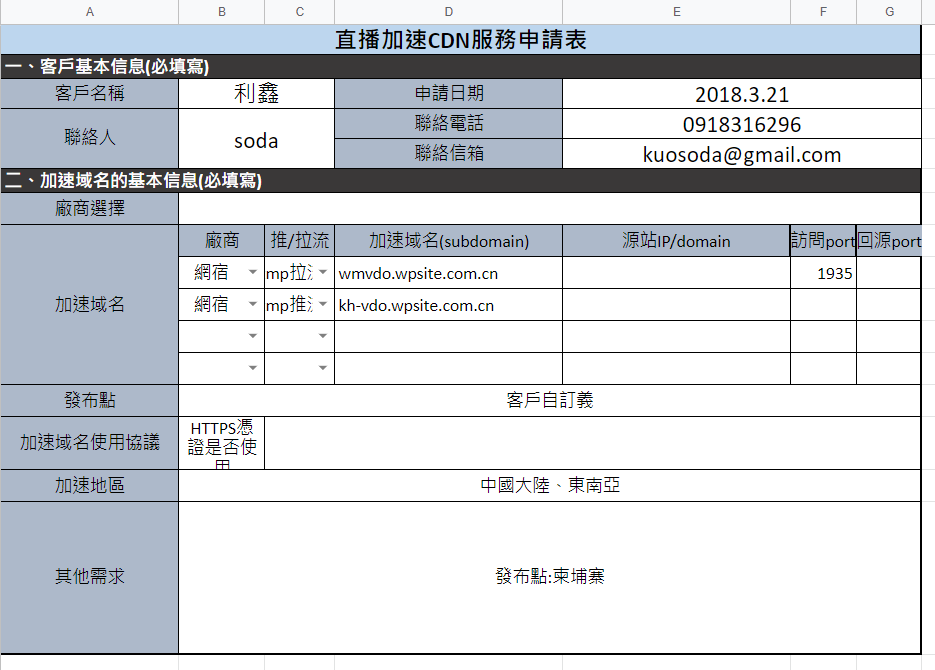 A B C D E F G
直播加速CDN服務申請表
一、客戶基本信息(必填寫)
客戶名稱 利鑫 申請日期 2018.3.21
聯絡人 soda 聯絡電話 0918316296
聯絡信箱 kuosoda@gmail.com
二、加速域名的基本信息(必填寫)
廠商選擇
加速域名 廠商 推/拉流 加速域名(subdomain) 源站IP/domain 訪問port 回源port
網宿 mp拉流 wmvdo.wpsite.com.cn 1935
網宿 mp推流 kh-vdo.wpsite.com.cn
發布點 客戶自訂義
加速域名使用協議 HTTPS憑
證是否使
用
加速地區 中國大陸、東南亞
其他需求 發布點:柬埔寨